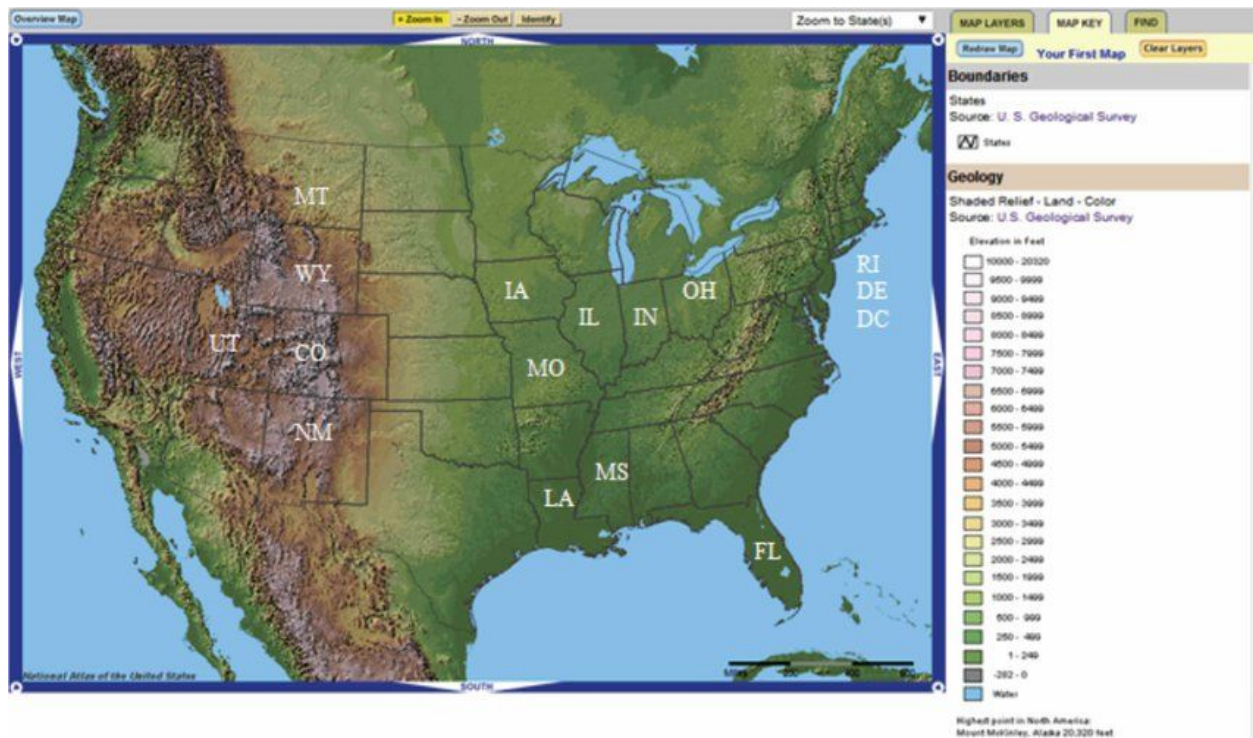 Overview Map
+ Zoom In
- Zoom Out
Identify
Zoom to State(s)
MAP LAYERS
MAP KEY
FIND
Redraw Map
Your First Map
Clear Layers
NORTH
WEST
EAST
SOUTH
MT
WY
IA
IL
IN
OH
RI
DE
DC
UT
CO
MO
NM
MS
LA
FL
National Atlas of the United States
Miles
Boundaries
States
Source: U. S. Geological Survey
States
Geology
Shaded Relief - Land - Color
Source: U.S. Geological Survey
Elevation in Feet
10000 - 20320
9500 - 9999
9000 - 9499
8500 - 8999
8000 - 8499
7500 - 7999
7000 - 7499
6500 - 6999
6000 - 6499
5500 - 5999
5000 - 5499
4500 - 4999
4000 - 4499
3500 - 3999
3000 - 3499
2500 - 2999
2000 - 2499
1500 - 1999
1000 - 1499
500 - 999
250 - 499
1 - 249
-282 - 0
Water
Highest point in North America:
Mount McKinley, Alaska 20,320 feet